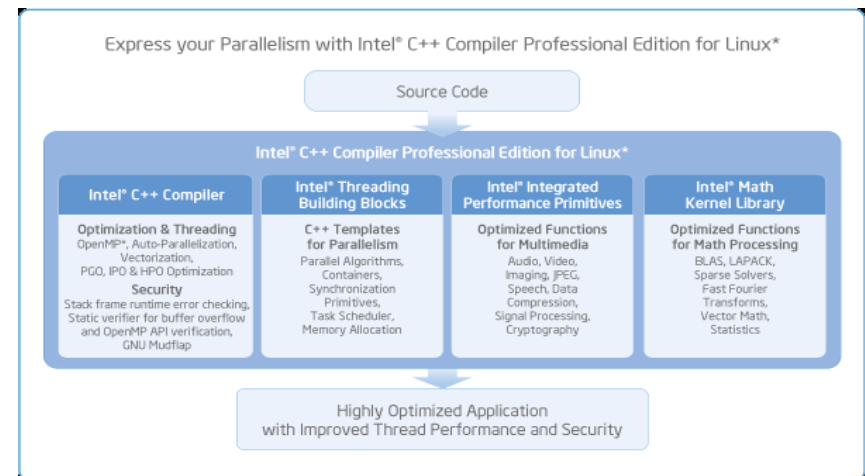 Express your Parallelism with Intel® C++ Compiler Professional Edition for Linux*
Source Code
Intel® C++ Compiler Professional Edition for Linux*
Intel® C++ Compiler
Optimization & Threading
OpenMP*, Auto-Parallelization,
Vectorization,
PGO, IPO & HPO Optimization
Security
Stack frame runtime error checking,
Static verifier for buffer overflow
and OpenMP API verification,
GNU Mudflap
Intel® Threading
Building Blocks
C++ Templates
for Parallelism
Parallel Algorithms,
Containers,
Synchronization
Primitives,
Task Scheduler,
Memory Allocation
Intel® Integrated
Performance Primitives
Optimized Functions
for Multimedia
Audio, Video,
Imaging, JPEG,
Speech, Data
Compression,
Signal Processing,
Cryptography
Intel® Math
Kernel Library
Optimized Functions
for Math Processing
BLAS, LAPACK,
Sparse Solvers,
Fast Fourier
Transforms,
Vector Math,
Statistics
Highly Optimized Application
with Improved Thread Performance and Security